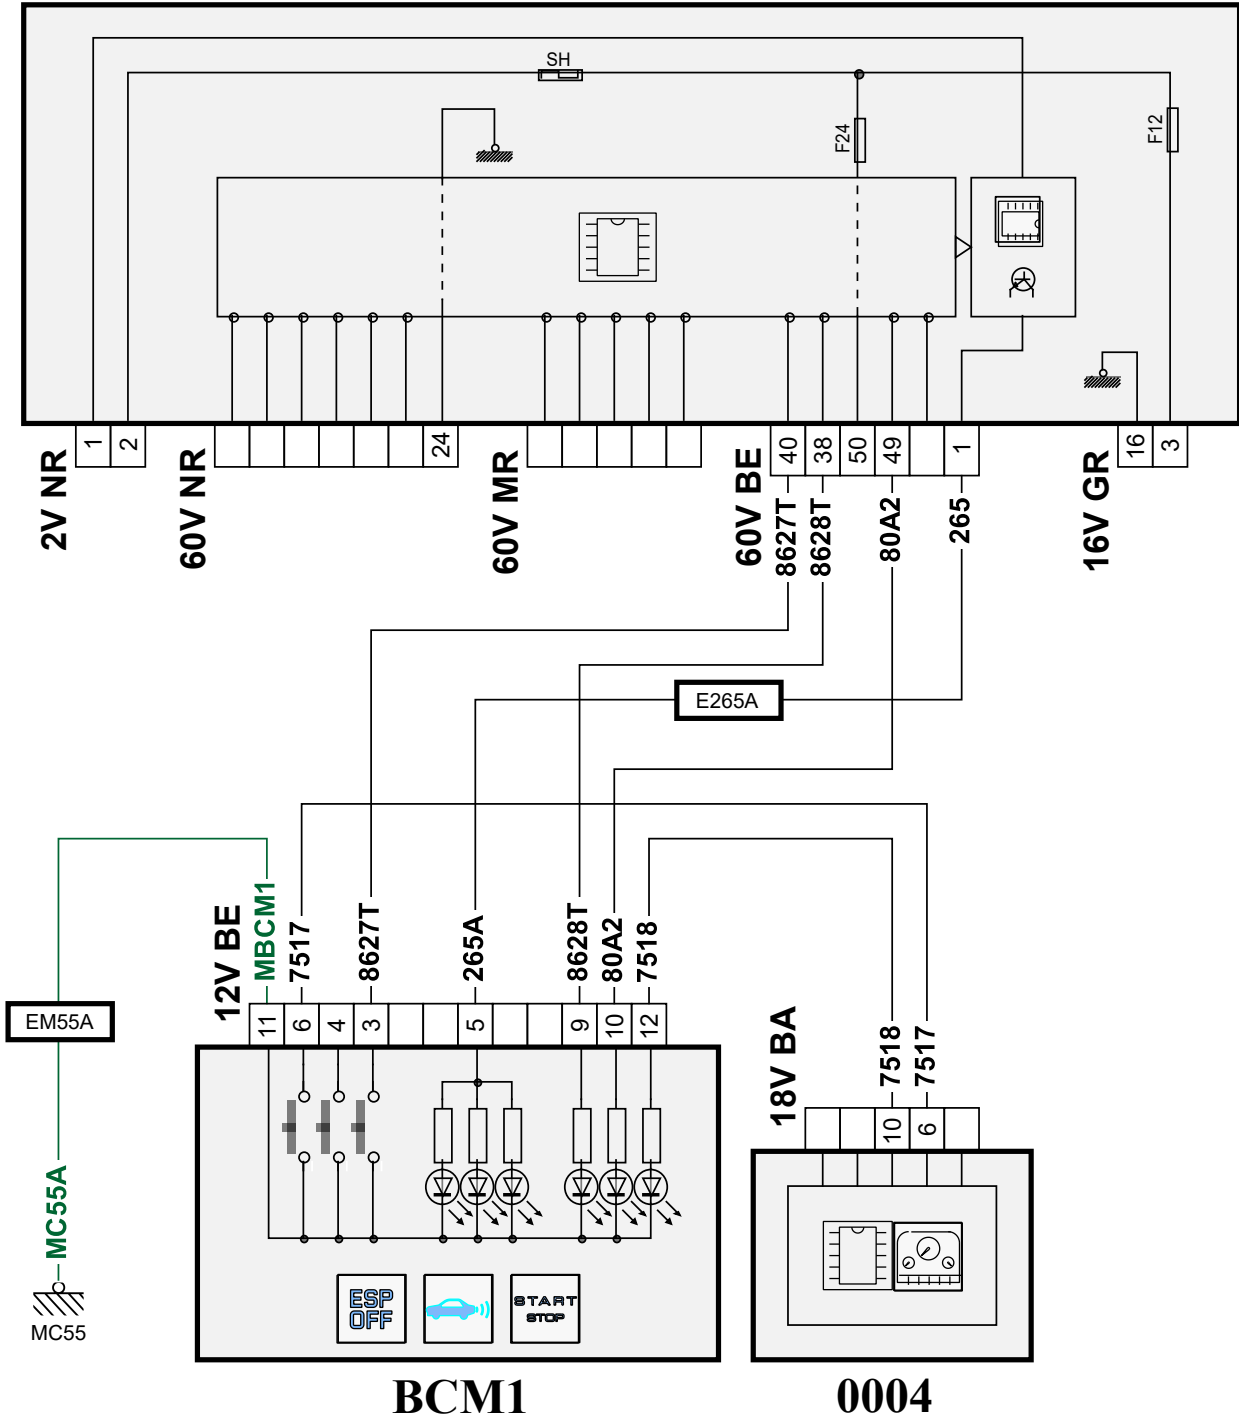 SH
F24
F12
1
2
24
40
38
50
49
1
16
3
2V NR
60V NR
60V MR
60V BE
16V GR
8627T
8628T
80A2
265
E265A
12V BE
MBCM1
7517
8627T
265A
8628T
80A2
7518
EM55A
11
6
4
3
5
9
10
12
18V BA
7518
7517
10
6
MC55A
MC55
ESP
OFF
START
STOP
BCM1
0004